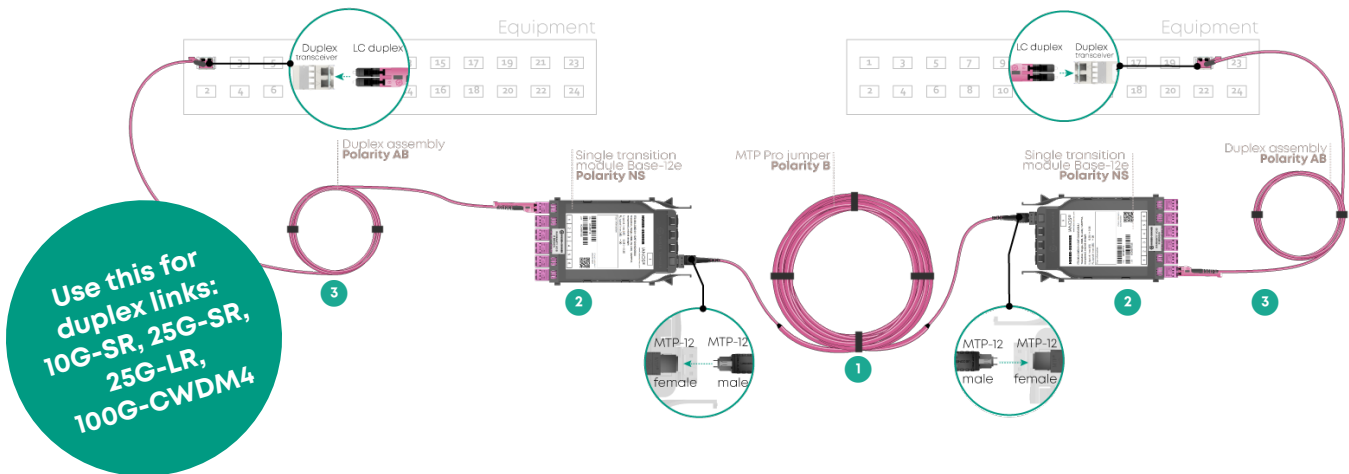 Equipment
Duplex
transceiver
LC duplex
3
5
15
17
19
21
23
2
4
6
4
16
18
20
22
24
Equipment
LC duplex
Duplex
transceiver
1
3
5
7
9
17
19
23
2
4
6
8
10
18
20
22
24
Duplex assembly
Polarity AB
Single transition
module Base-12e
Polarity NS
MTP Pro jumper
Polarity B
Single transition
module Base-12e
Polarity NS
Duplex assembly
Polarity AB
Use this for
duplex links:
10G-SR, 25G-SR,
25G-LR,
100G-CWDM4
3
2
MTP-12
female
MTP-12
male
1
MTP-12
male
MTP-12
female
2
3